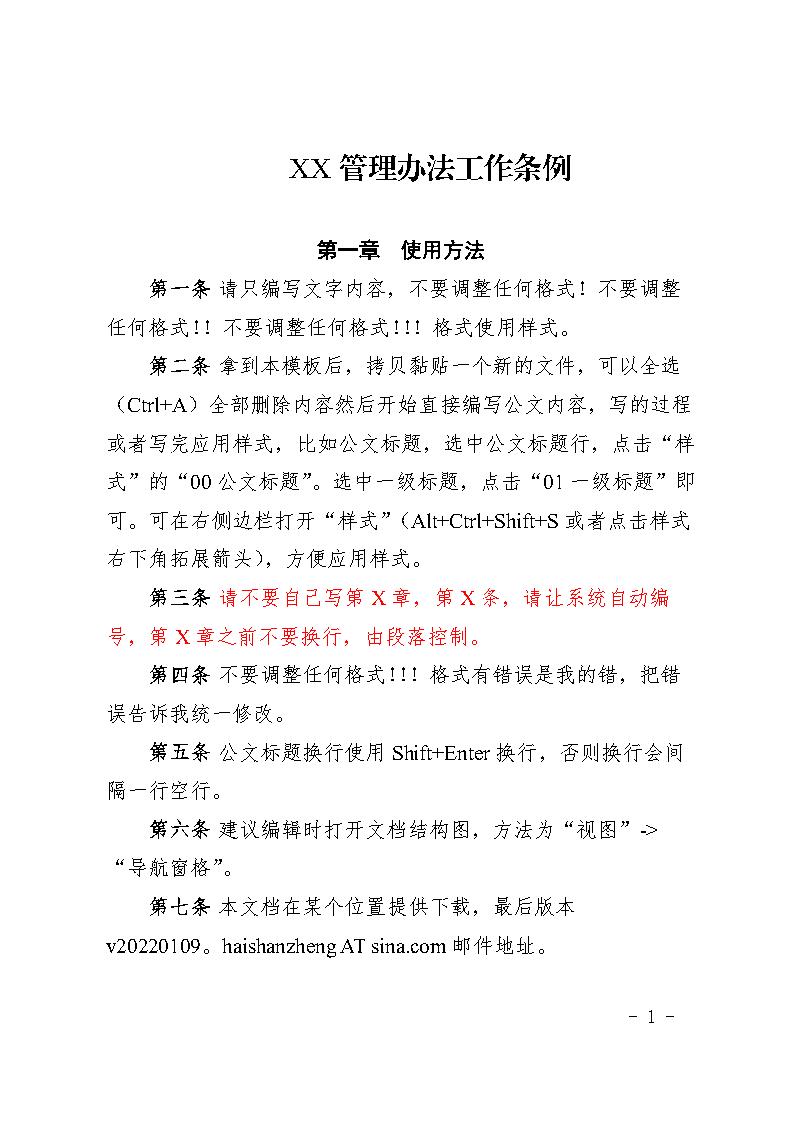 XX 管理办法工作条例
第一章　使用方法
第一条 请只编写文字内容，不要调整任何格式！不要调整
任何格式！！不要调整任何格式！！！格式使用样式。
第二条 拿到本模板后，拷贝黏贴一个新的文件，可以全选
（Ctrl+A）全部删除内容然后开始直接编写公文内容，写的过程
或者写完应用样式，比如公文标题，选中公文标题行，点击“样
式”的“00 公文标题”。选中一级标题，点击“01 一级标题”即
可。可在右侧边栏打开“样式”（Alt+Ctrl+Shift+S 或者点击样式
右下角拓展箭头），方便应用样式。
第三条 请不要自己写第 X 章，第 X 条，请让系统自动编
号，第 X 章之前不要换行，由段落控制。
第四条 不要调整任何格式！！！格式有错误是我的错，把错
误告诉我统一修改。
第五条 公文标题换行使用 Shift+Enter 换行，否则换行会间
隔一行空行。
第六条 建议编辑时打开文档结构图，方法为“视图”->
“导航窗格”。
第七条 本文档在某个位置提供下载，最后版本
v20220109。haishanzheng AT sina.com 邮件地址。
- 1 -